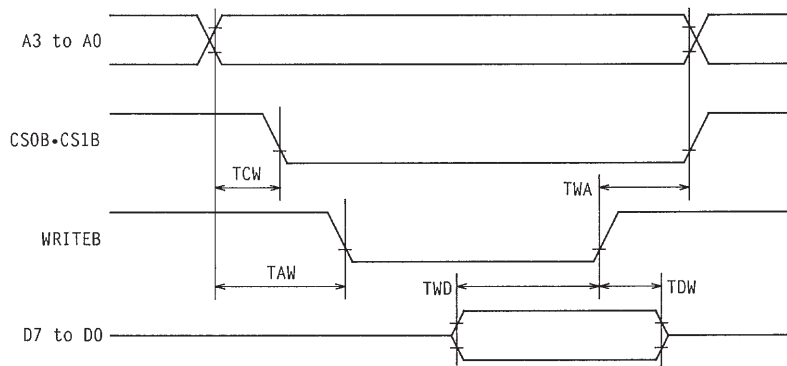 A3 to A0
CS0B•CS1B
TCW
TWA
WRITEB
TAW
TWD
TDW
D7 to D0